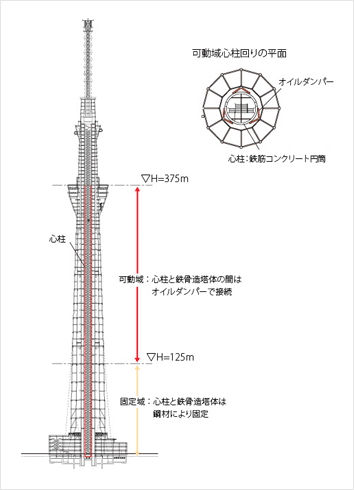 可動域心柱回りの平面
オイルダンパー
心柱：鉄筋コンクリート円筒
▽H=375m
心柱
可動域：心柱と鉄骨造塔体の間は
オイルダンパーで接続
▽H=125m
固定域：心柱と鉄骨造塔体は
鋼材により固定